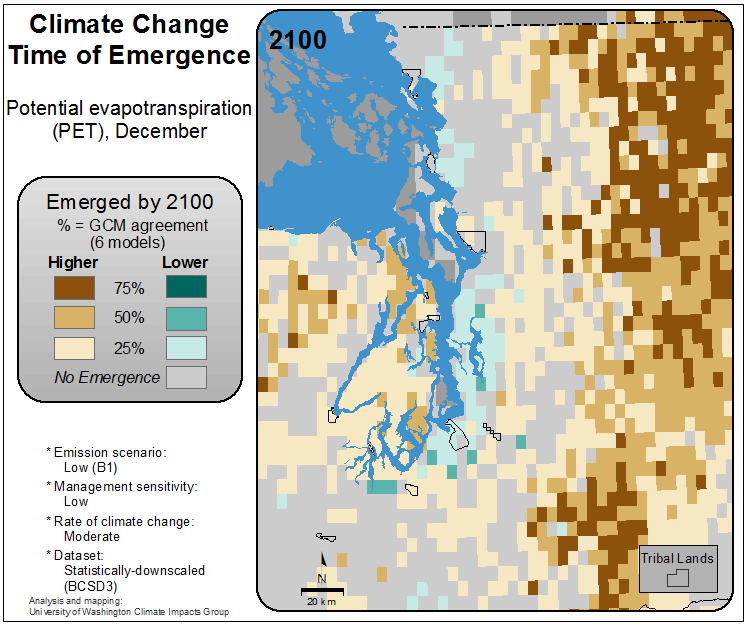 Climate Change
Time of Emergence
Potential evapotranspiration
(PET), December
Emerged by 2100
% = GCM agreement
(6 models)
Higher Lower
75%
50%
25%
No Emergence
* Emission scenario:
Low (B1)
* Management sensitivity:
Low
* Rate of climate change:
Moderate
* Dataset:
Statistically-downscaled
(BCSD3)
Analysis and mapping:
University of Washington Climate Impacts Group
2100
N
20 km
Tribal Lands